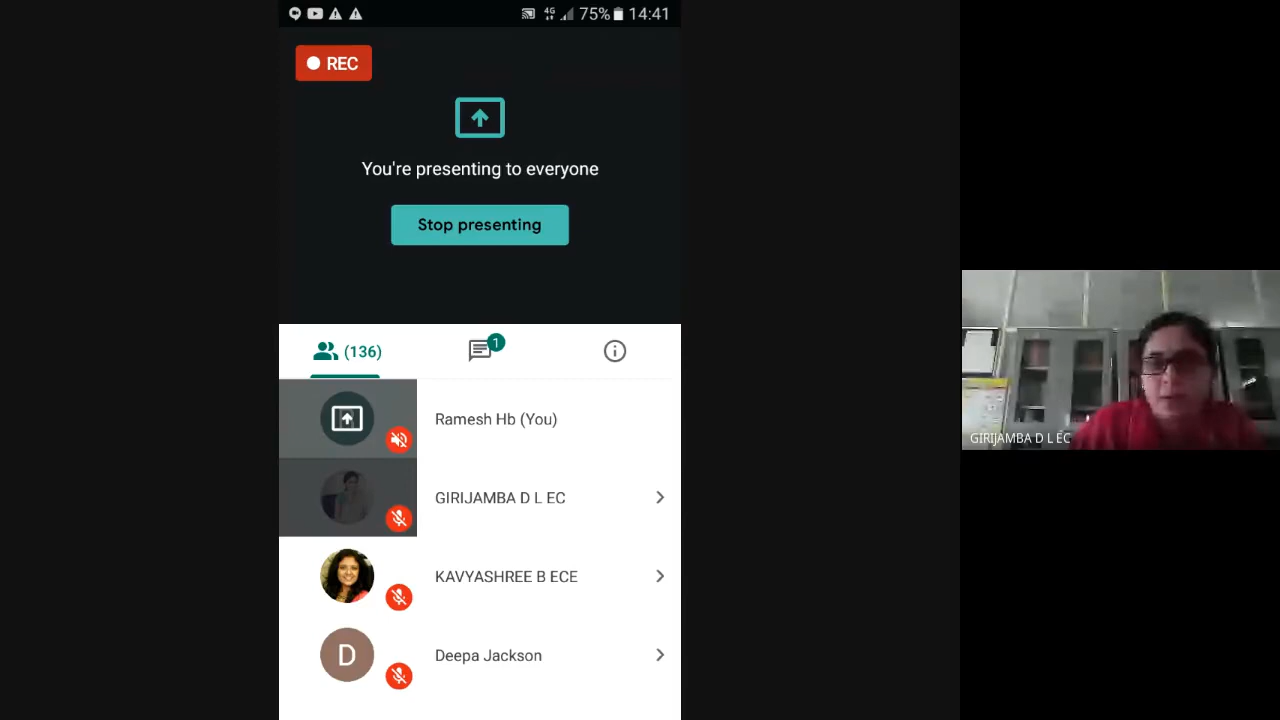 4G 75% 14:41
REC
You're presenting to everyone
Stop presenting
(136)
1
Ramesh Hb (You)
GIRIJAMBA D L EC
KAVYASHREE B ECE
D
Deepa Jackson
GIRIJAMBA D L EC